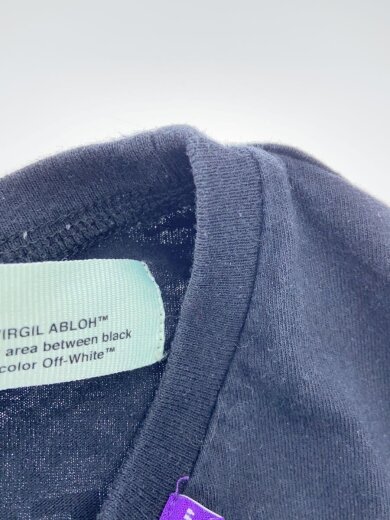 VIRGIL ABLOH™
area between black
color Off-White™